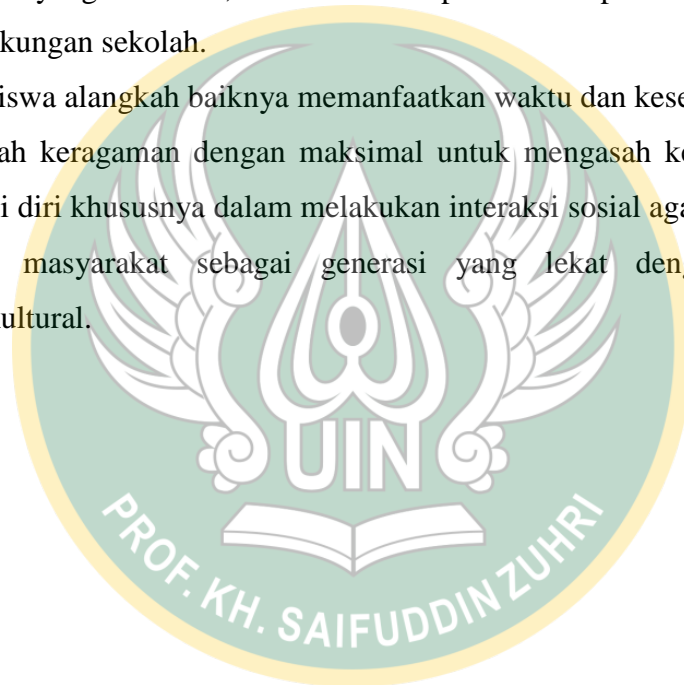 kungan sekolah.
iswa alangkah baiknya memanfaatkan waktu dan kese
ah keragaman dengan maksimal untuk mengasah ke
i diri khususnya dalam melakukan interaksi sosial aga
masyarakat sebagai generasi yang lekat deng
ultural.
UIN
PROF. KH. SAIFUDDIN ZUHRI